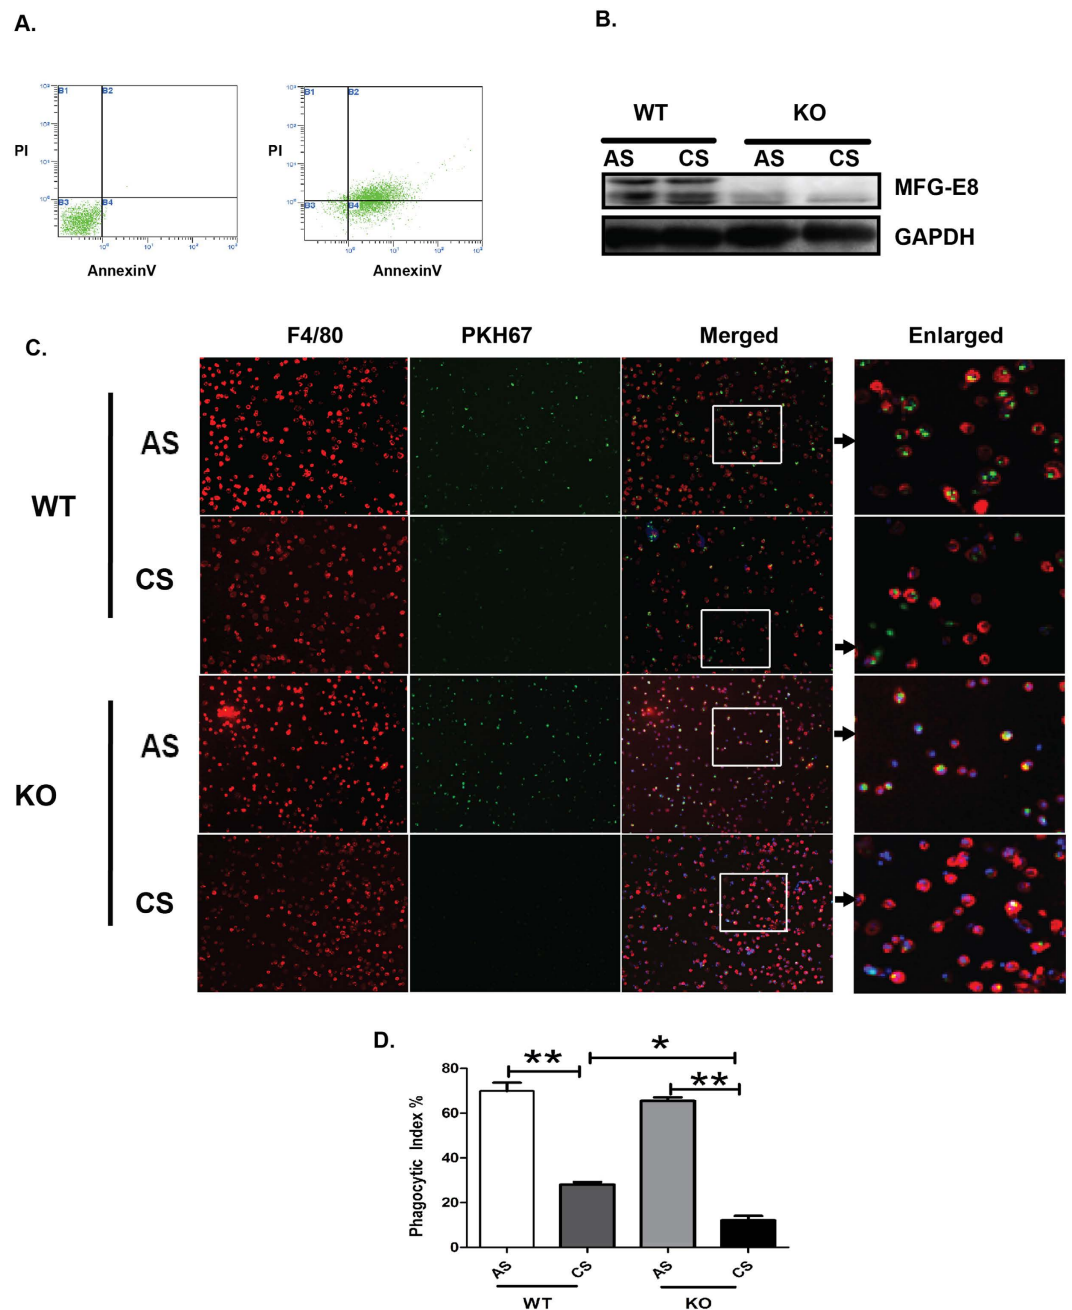 A.
B1 B2
B3 B4
PI
AnnexinV
B1 B2
B3 B4
PI
AnnexinV
B.
WT KO
AS CS AS CS
MFG-E8
GAPDH
C.
F4/80 PKH67 Merged Enlarged
WT
AS
CS
KO
AS
CS
D.
Phagocytic Index %
80
60
40
20
0
** * **
AS CS AS CS
WT KO